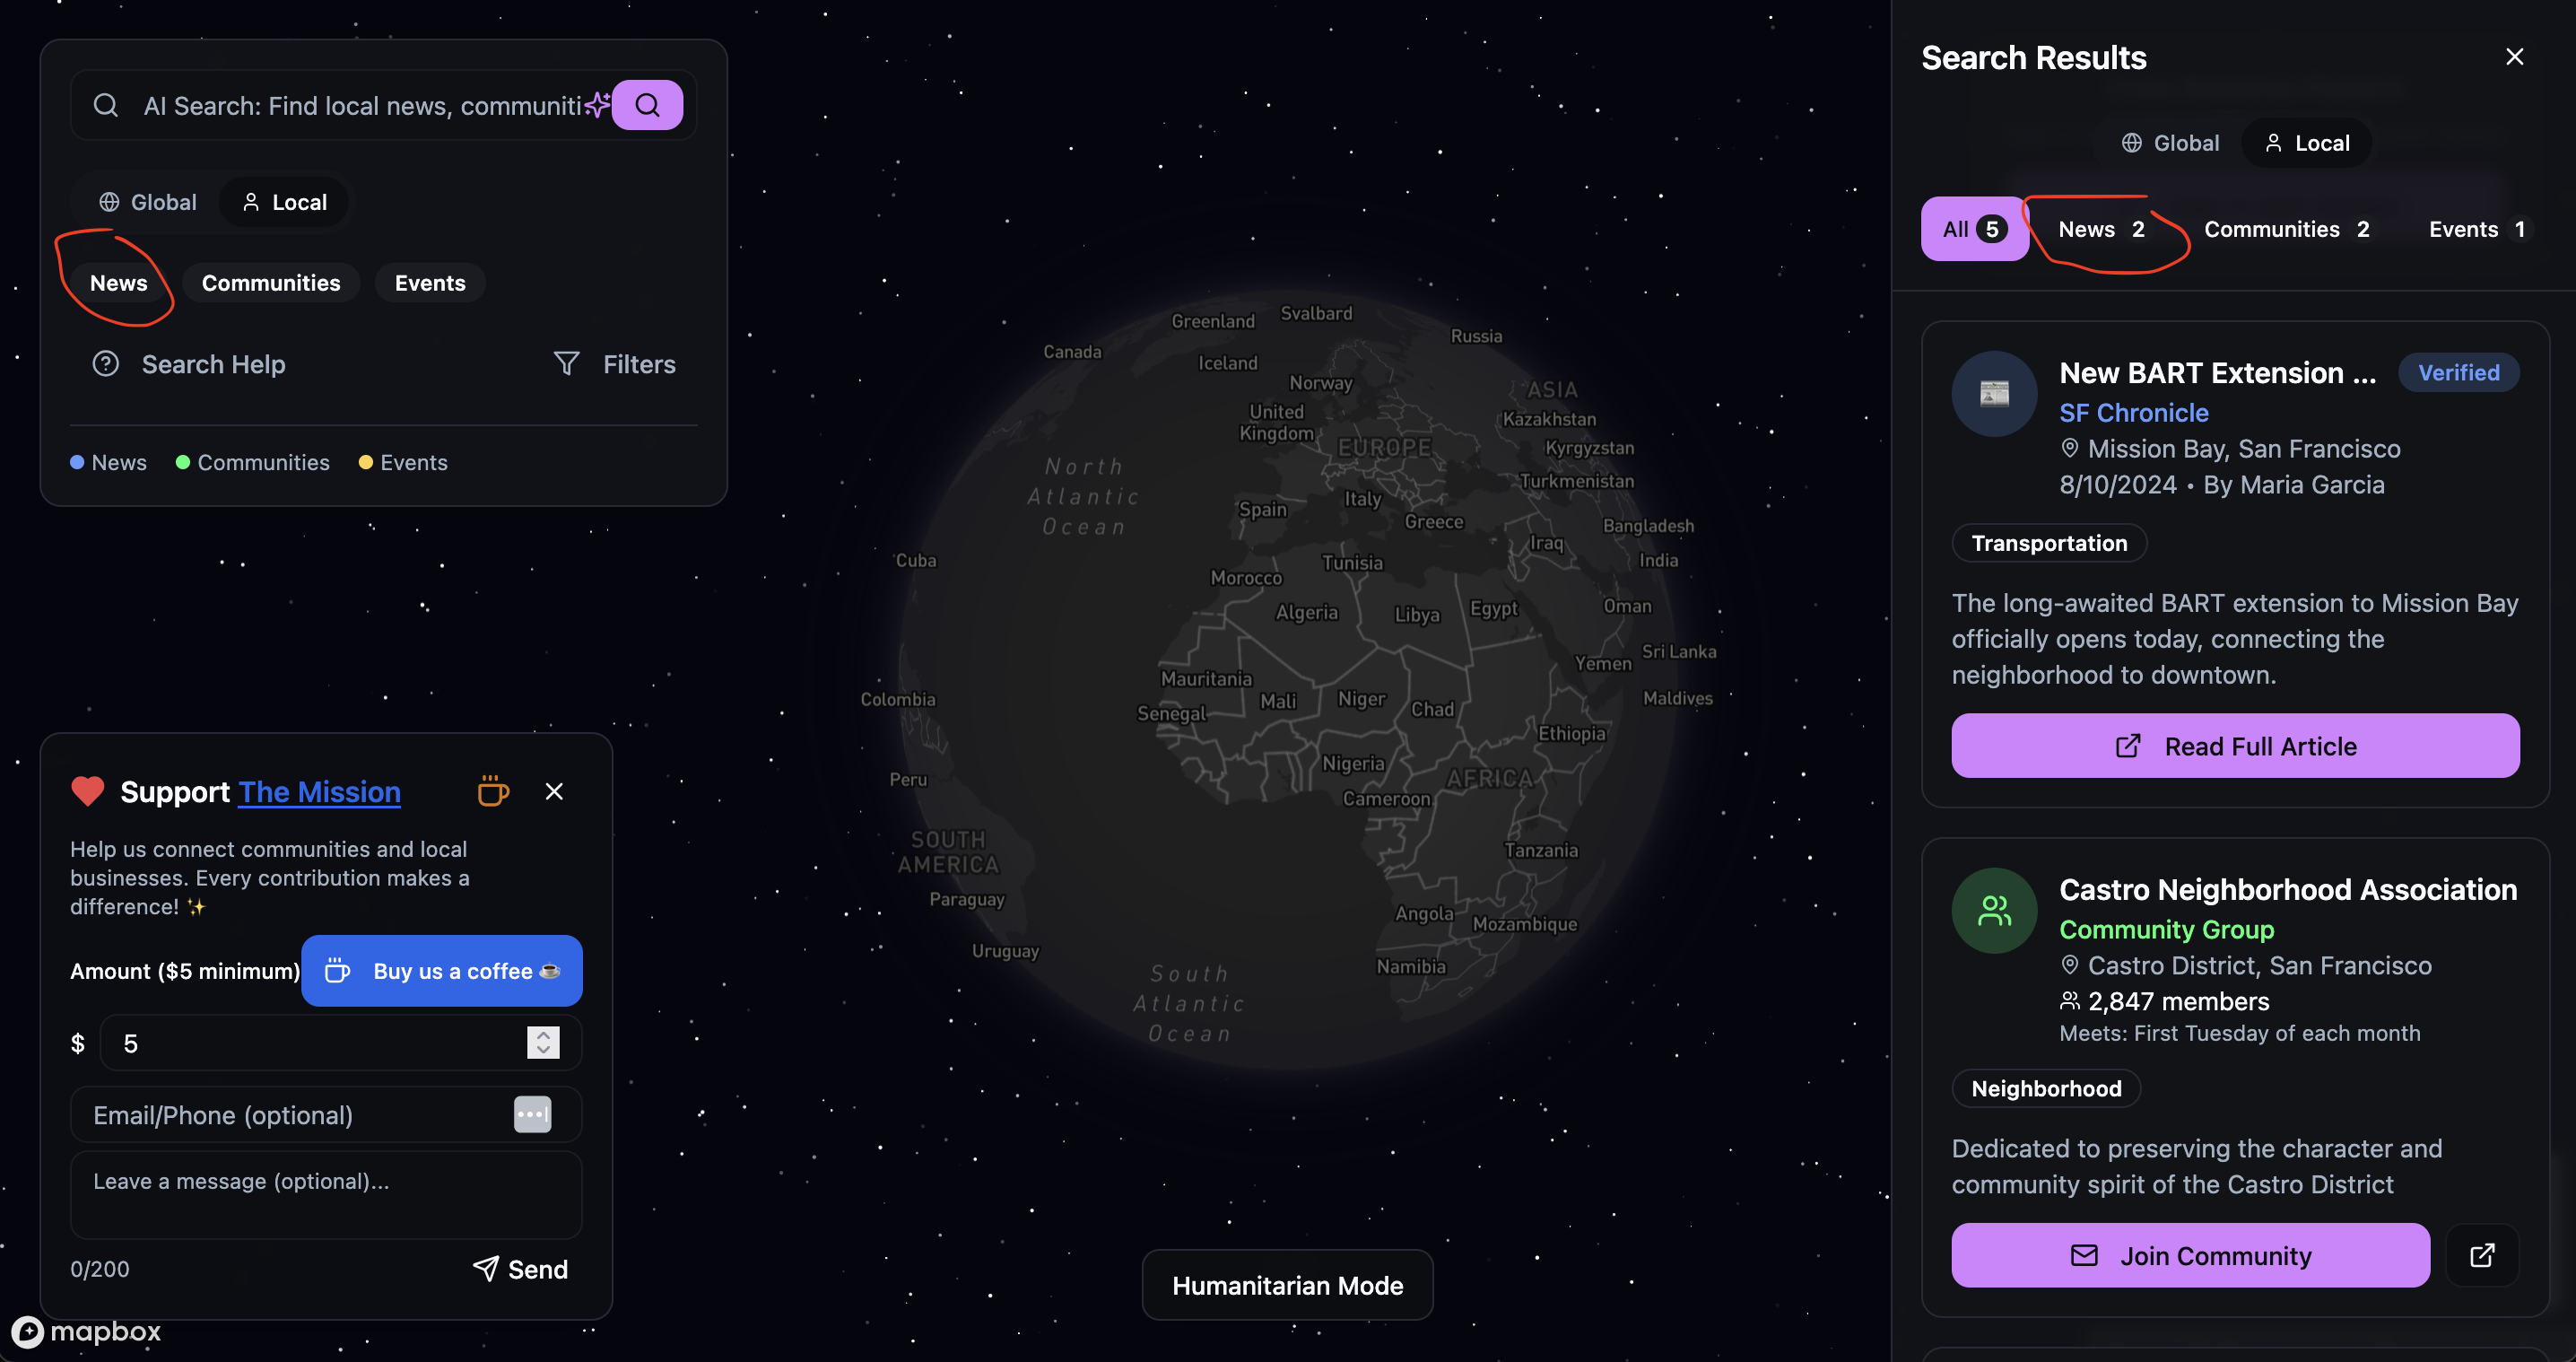 AI Search: Find local news, communiti
Global
Local
News
Communities
Events
Search Help
Filters
News
Communities
Events
Support The Mission
Help us connect communities and local
businesses. Every contribution makes a
difference! ✨
Amount ($5 minimum)
Buy us a coffee ☕
$ 5
Email/Phone (optional)
Leave a message (optional)...
0/200
Send
mapbox
Greenland
Svalbard
Russia
Canada
Iceland
Norway
ASIA
United
Kingdom
Kazakhstan
EUROPE
Kyrgyzstan
North
Atlantic
Ocean
Turkmenistan
Italy
Spain
Greece
Bangladesh
Iraq
Cuba
Tunisia
India
Morocco
Algeria
Libya
Egypt
Oman
Sri Lanka
Yemen
Mauritania
Mali
Niger
Chad
Colombia
Maldives
Senegal
Ethiopia
Nigeria
Peru
AFRICA
Cameroon
SOUTH
AMERICA
Tanzania
Paraguay
Angola
Mozambique
Uruguay
Namibia
South
Atlantic
Ocean
Humanitarian Mode
Search Results
Global
Local
All 5
News 2
Communities 2
Events 1
New BART Extension ...
Verified
SF Chronicle
Mission Bay, San Francisco
8/10/2024 • By Maria Garcia
Transportation
The long-awaited BART extension to Mission Bay
officially opens today, connecting the
neighborhood to downtown.
Read Full Article
Castro Neighborhood Association
Community Group
Castro District, San Francisco
2,847 members
Meets: First Tuesday of each month
Neighborhood
Dedicated to preserving the character and
community spirit of the Castro District
Join Community